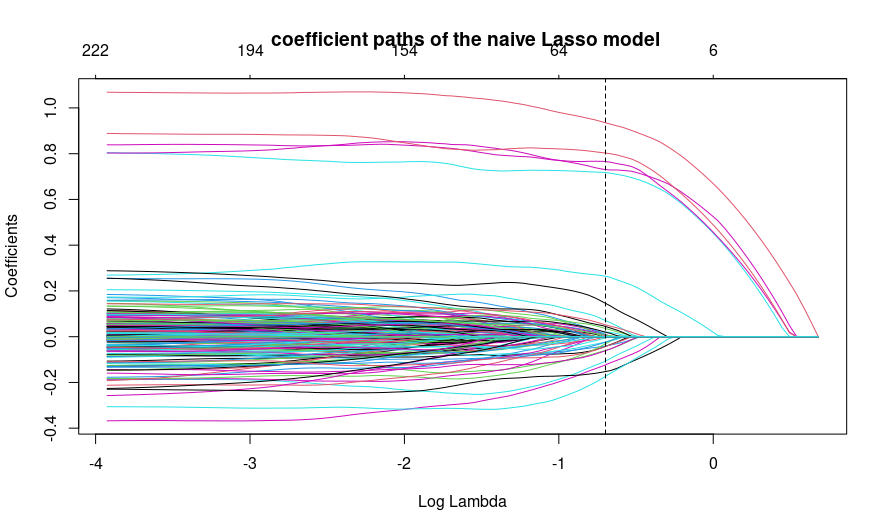 coefficient paths of the naive Lasso model
222 194 154 64 6
Coefficients
1.0
0.8
0.6
0.4
0.2
0.0
-0.2
-0.4
-4 -3 -2 -1 0
Log Lambda